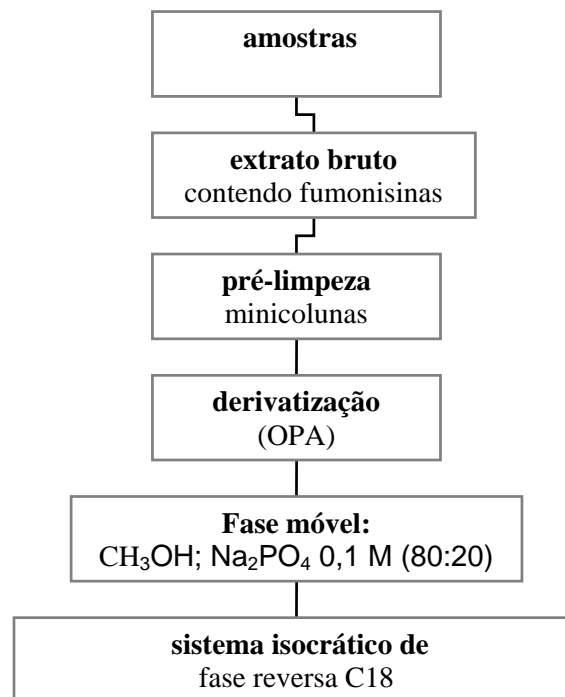 amostras
extrato bruto
contendo fumonisinas
pré-limpeza
minicolunas
derivatização
(OPA)
Fase móvel:
CH₃OH; Na₂PO₄ 0,1 M (80:20)
sistema isocrático de
fase reversa C18